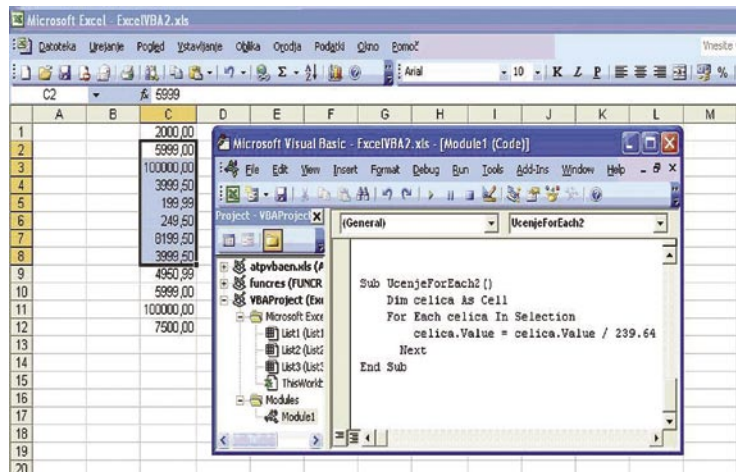 Microsoft Excel - ExcelVBA2.xls
Datoteka Urejanje Pogled Vstavljanje Oblika Orodja Podatki Okno Pomoč Vnesite
Arial 10 K L P %
C2 fx 5999
A B C D E F G H I J K L M
1 2000,00
2 5999,00
3 100000,00
4 3999,50
5 199,99
6 249,50
7 8199,50
8 3999,50
9 4950,99
10 5999,00
11 100000,00
12 7500,00
13
14
15
16
17
18
19
20
Microsoft Visual Basic - ExcelVBA2.xls - [Module1 (Code)]
File Edit View Insert Format Debug Run Tools Add-Ins Window Help
Project - VBAProject
atpvbaen.xls (A
funcres (FUNCR
VBAProject (Exc
Microsoft Exce
List1 (List1
List2 (List2
List3 (List3
ThisWorkb
Modules
Module1
(General) UcenjeForEach2
Sub UcenjeForEach2()
Dim celica As Cell
For Each celica In Selection
celica.Value = celica.Value / 239.64
Next
End Sub